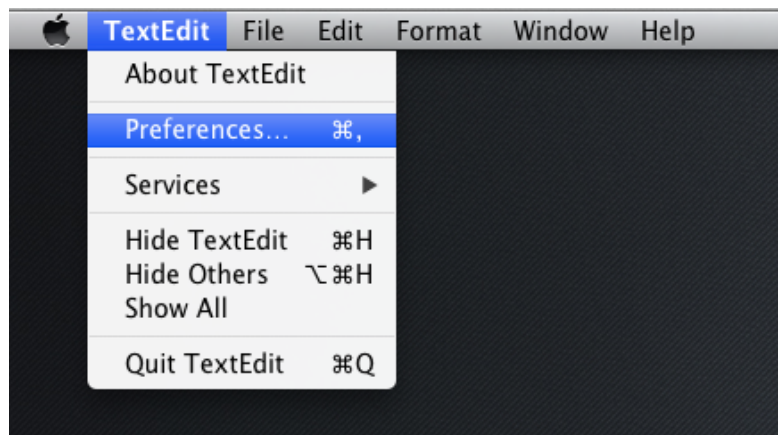 TextEdit File Edit Format Window Help
About TextEdit
Preferences... ⌘,
Services ▶
Hide TextEdit ⌘H
Hide Others ⌥⌘H
Show All
Quit TextEdit ⌘Q